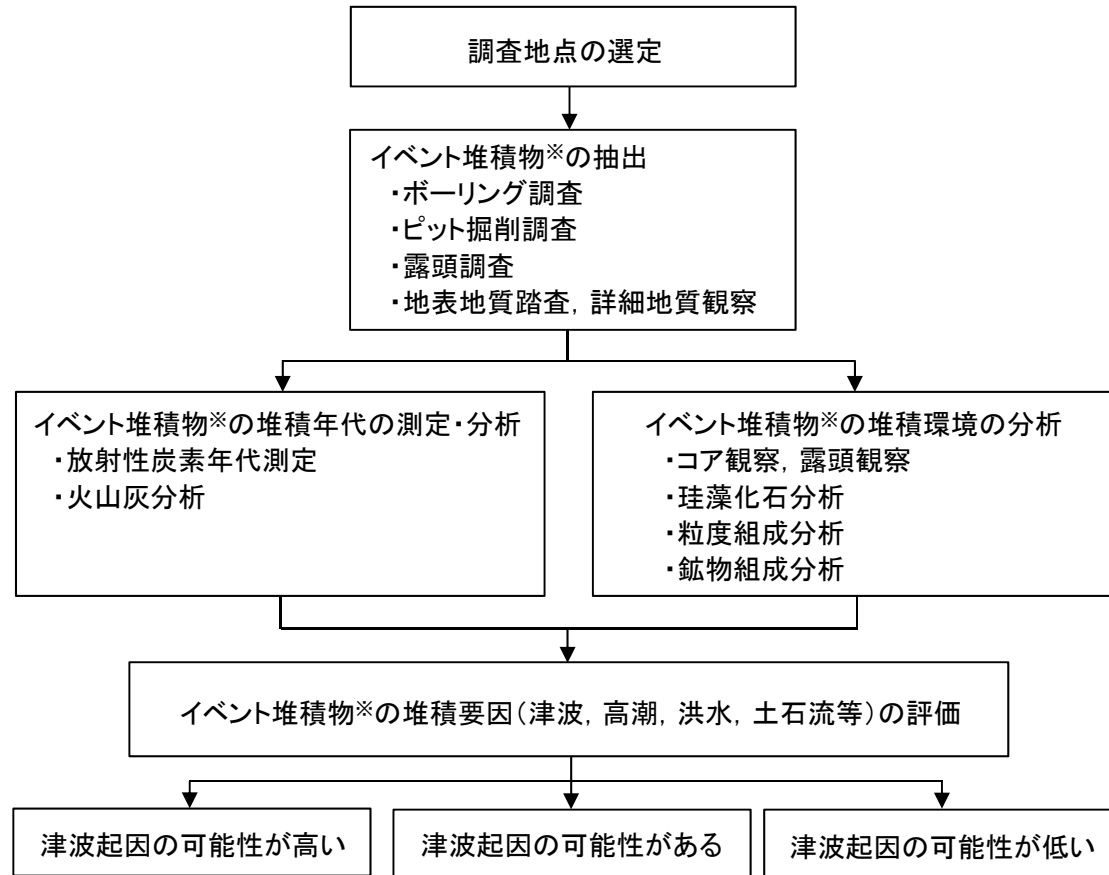 調査地点の選定
イベント堆積物※の抽出
・ボーリング調査
・ピット掘削調査
・露頭調査
・地表地質踏査, 詳細地質観察
イベント堆積物※の堆積年代の測定・分析
・放射性炭素年代測定
・火山灰分析
イベント堆積物※の堆積環境の分析
・コア観察, 露頭観察
・珪藻化石分析
・粒度組成分析
・鉱物組成分析
イベント堆積物※の堆積要因(津波, 高潮, 洪水, 土石流等)の評価
津波起因の可能性が高い
津波起因の可能性がある
津波起因の可能性が低い